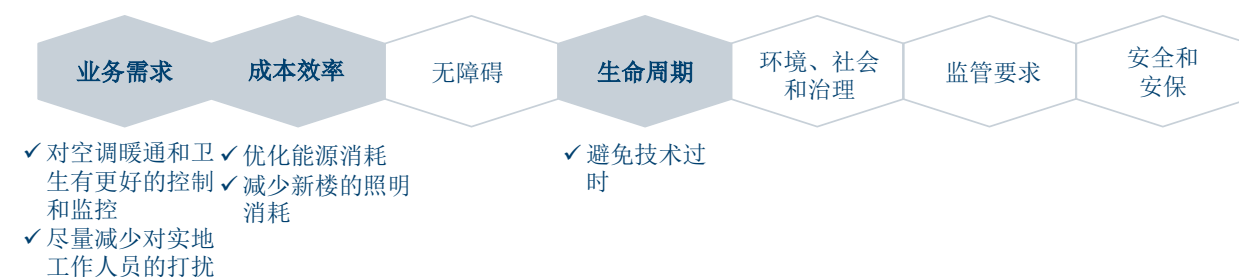 业务需求
成本效率
无障碍
生命周期
环境、社会
和治理
监管要求
安全和
安保
✓ 对空调暖通和卫
生有更好的控制
和监控
✓ 尽量减少对实地
工作人员的打扰
✓ 优化能源消耗
✓ 减少新楼的照明
消耗
✓ 避免技术过
时